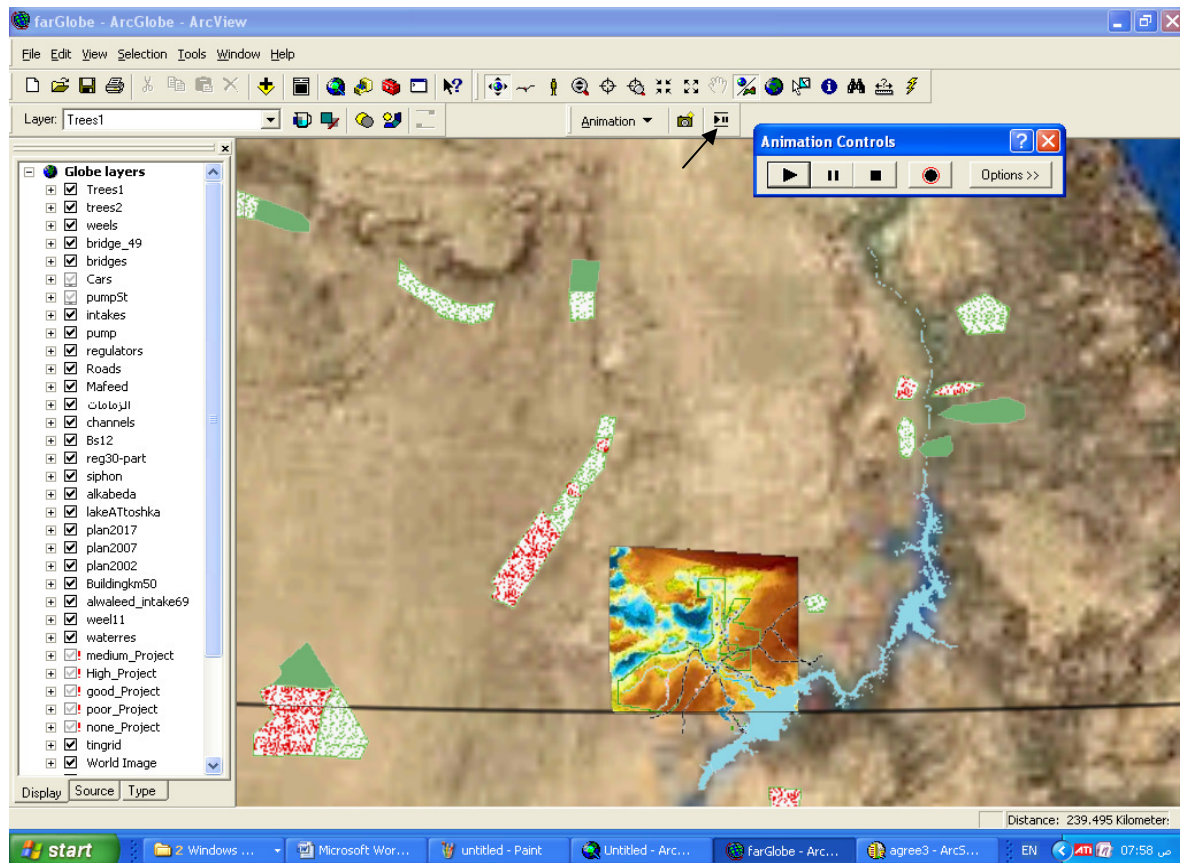 farGlobe - ArcGlobe - ArcView
File Edit View Selection Tools Window Help
Layer: Trees1
Animation
Animation Controls
Options >>
Globe layers
Trees1
trees2
weels
bridge_49
bridges
Cars
pumpSt
intakes
pump
regulators
Roads
Mafeed
الزمامات
channels
Bs12
reg30-part
siphon
alkabeda
lakeATtoshka
plan2017
plan2007
plan2002
Buildingkm50
alwaleed_intake69
weel11
waterres
medium_Project
High_Project
good_Project
poor_Project
none_Project
tingrid
World Image
Display Source Type
Distance: 239.495 Kilometer:
start 2 Windows ... Microsoft Wor... untitled - Paint Untitled - Arc... farGlobe - Arc... agree3 - ArcS... EN ATI 07:58 ص